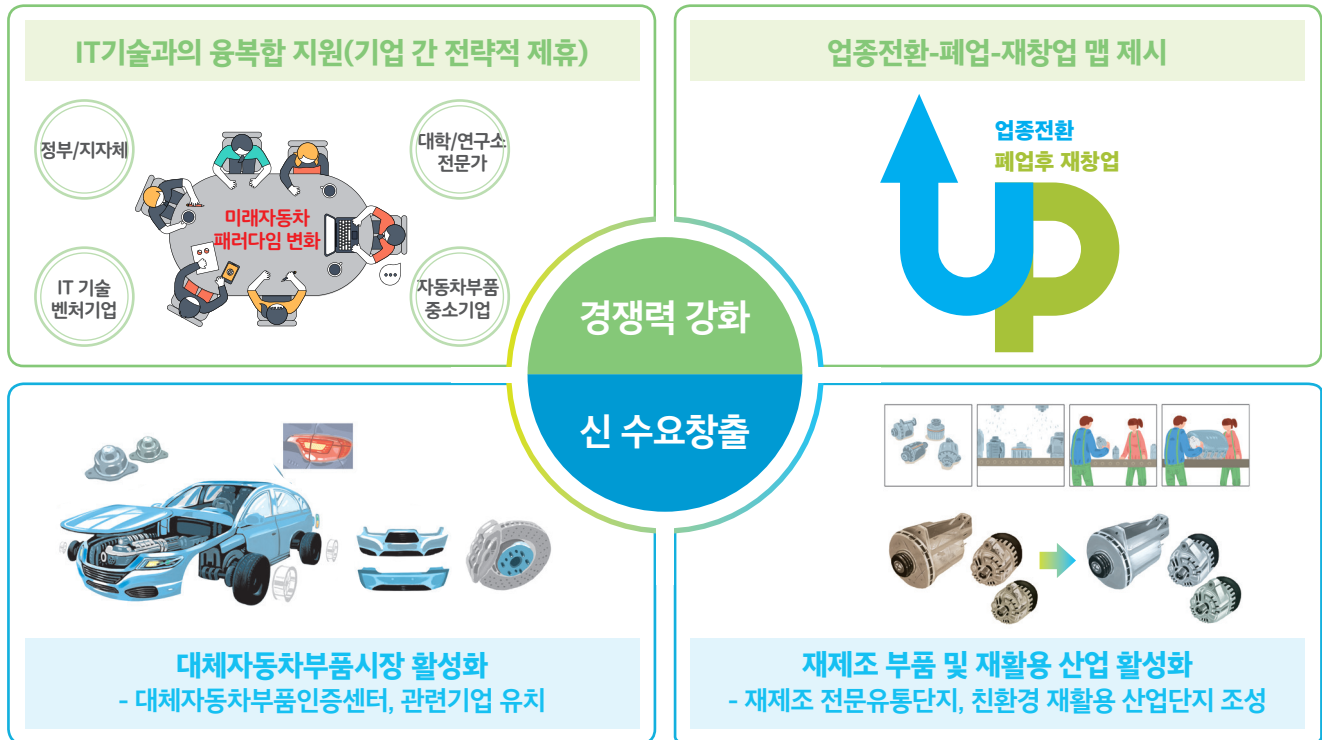 IT기술과의 융복합 지원(기업 간 전략적 제휴)
정부/지자체
대학/연구소
전문가
미래자동차
패러다임 변화
IT 기술
벤처기업
자동차부품
중소기업
업종전환-폐업-재창업 맵 제시
업종전환
폐업후 재창업
UP
경쟁력 강화
신 수요창출
대체자동차부품시장 활성화
- 대체자동차부품인증센터, 관련기업 유치
재제조 부품 및 재활용 산업 활성화
- 재제조 전문유통단지, 친환경 재활용 산업단지 조성